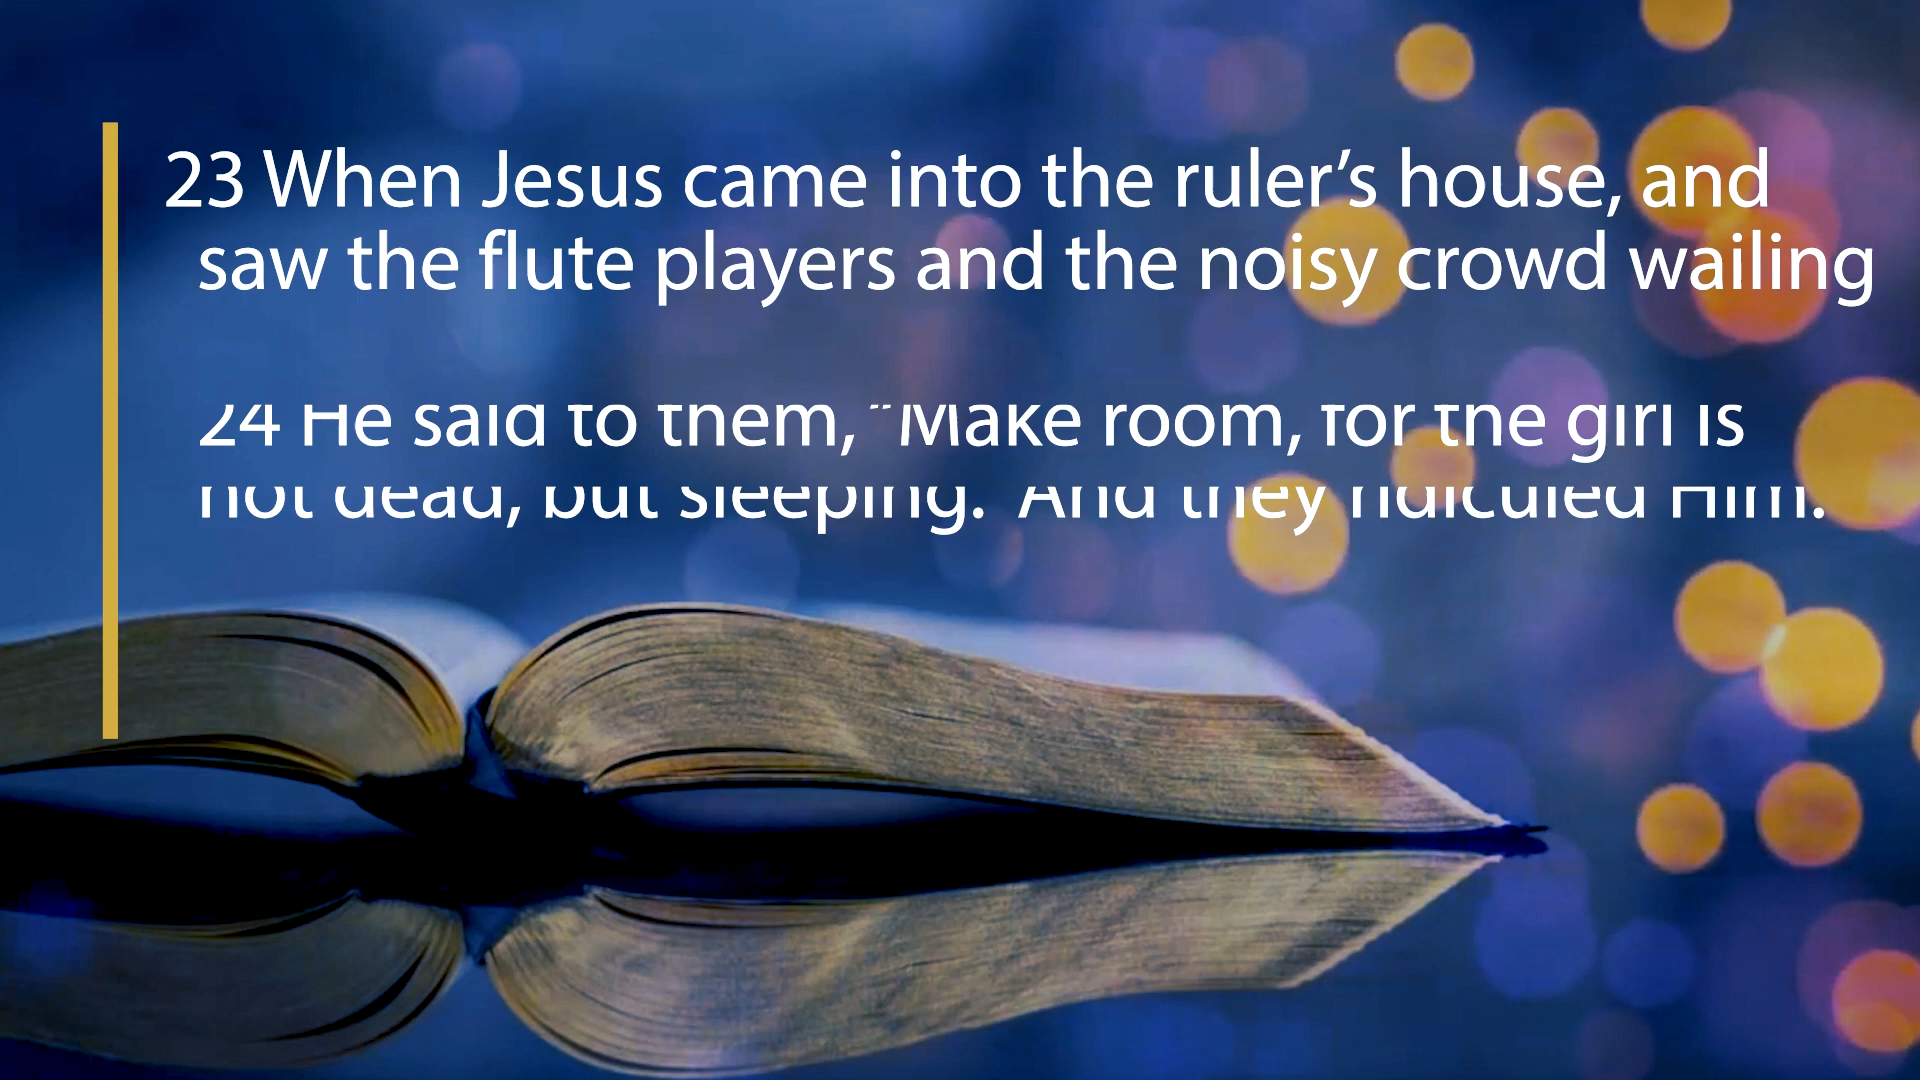 23 When Jesus came into the ruler’s house, and
saw the flute players and the noisy crowd wailing
24 He said to them, “Make room, for the girl is
not dead, but sleeping. And they ridiculed Him.